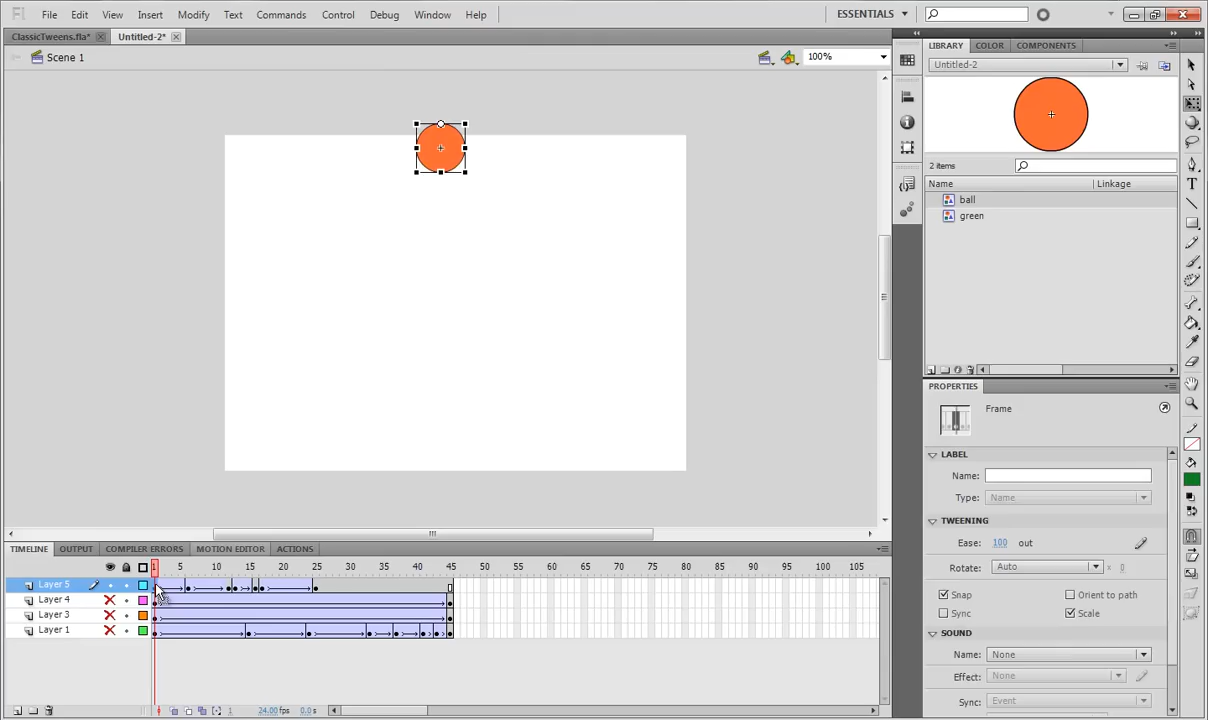 Fl File Edit View Insert Modify Text Commands Control Debug Window Help ESSENTIALS
ClassicTweens.fla* Untitled-2*
Scene 1 100%
LIBRARY COLOR COMPONENTS
Untitled-2
2 items
Name Linkage
ball
green
PROPERTIES
Frame
LABEL
Name:
Type: Name
TWEENING
Ease: 100 out
Rotate: Auto x 0
Snap Orient to path
Sync Scale
SOUND
Name: None
Effect: None
Sync: Event
TIMELINE OUTPUT COMPILER ERRORS MOTION EDITOR ACTIONS
1 5 10 15 20 25 30 35 40 45 50 55 60 65 70 75 80 85 90 95 100 105
Layer 5
Layer 4
Layer 3
Layer 1
1 24.00fps 0.0s